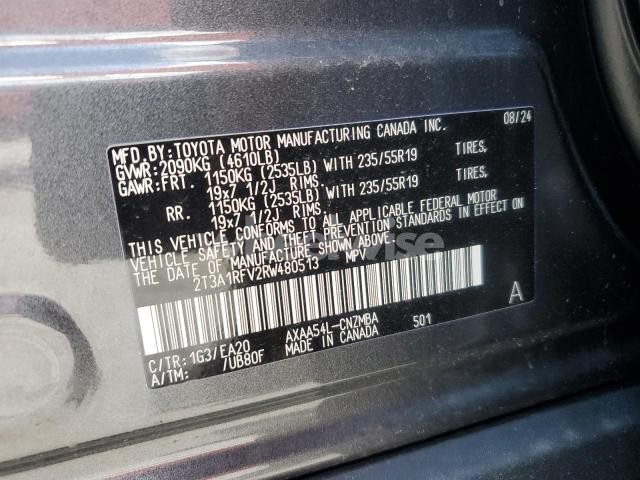 MFD.BY:TOYOTA MOTOR MANUFACTURING CANADA INC. 08/24
GVWR:2090KG (4610LB)
GAWR:FRT. 1150KG (2535LB) WITH 235/55R19 TIRES,
19x7 1/2J RIMS.
RR. 1150KG (2535LB) WITH 235/55R19 TIRES,
19x7 1/2J RIMS.
THIS VEHICLE CONFORMS TO ALL APPLICABLE FEDERAL MOTOR
VEHICLE SAFETY AND THEFT PREVENTION STANDARDS IN EFFECT ON
THE DATE OF MANUFACTURE SHOWN ABOVE.
2T3A1RFV2RW480513 MPV
A
C/TR:1G3/EA20 AXAA54L-CNZMBA 501
A/TM: /UB80F MADE IN CANADA